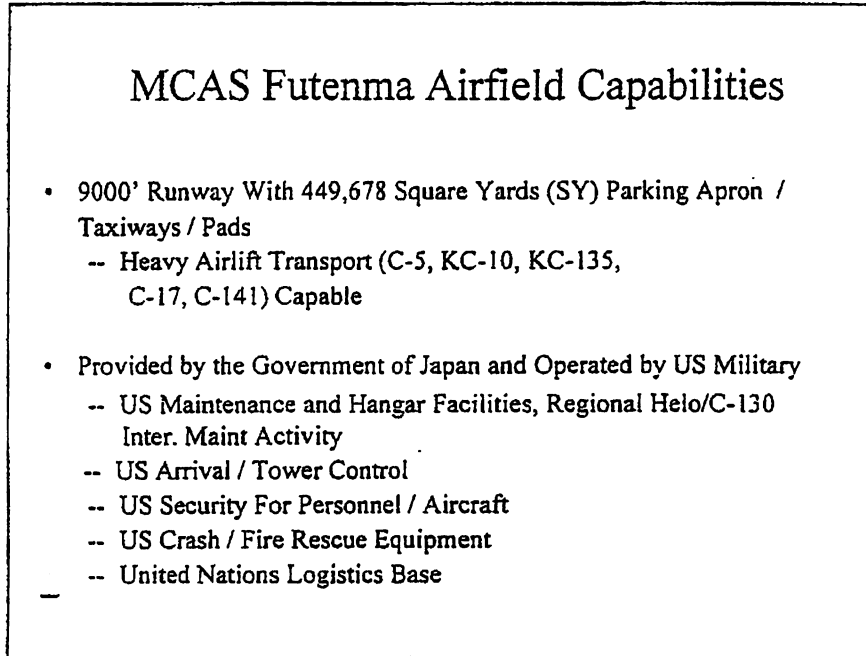 MCAS Futenma Airfield Capabilities
• 9000' Runway With 449,678 Square Yards (SY) Parking Apron /
Taxiways / Pads
-- Heavy Airlift Transport (C-5, KC-10, KC-135,
C-17, C-141) Capable
• Provided by the Government of Japan and Operated by US Military
-- US Maintenance and Hangar Facilities, Regional Helo/C-130
Inter. Maint Activity
-- US Arrival / Tower Control
-- US Security For Personnel / Aircraft
-- US Crash / Fire Rescue Equipment
-- United Nations Logistics Base